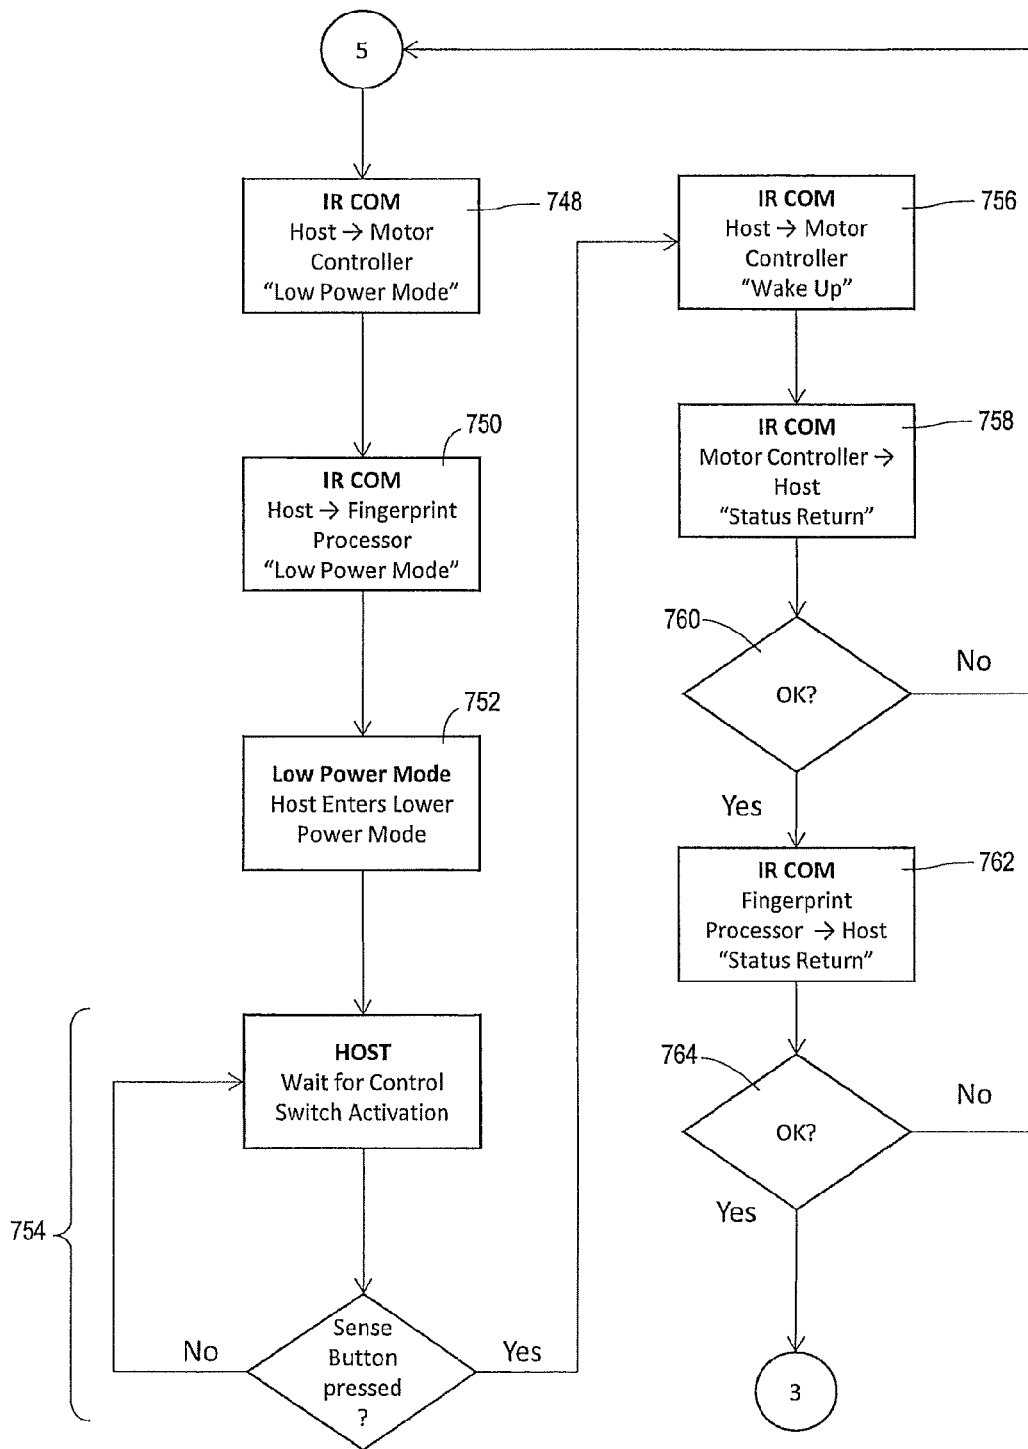 5
IR COM
Host → Motor
Controller
“Low Power Mode”
748
750
IR COM
Host → Fingerprint
Processor
“Low Power Mode”
752
Low Power Mode
Host Enters Lower
Power Mode
754
HOST
Wait for Control
Switch Activation
Sense
Button
pressed
?
No
Yes
IR COM
Host → Motor
Controller
“Wake Up”
756
IR COM
Motor Controller →
Host
“Status Return”
758
760
OK?
No
Yes
IR COM
Fingerprint
Processor → Host
“Status Return”
762
764
OK?
No
Yes
3